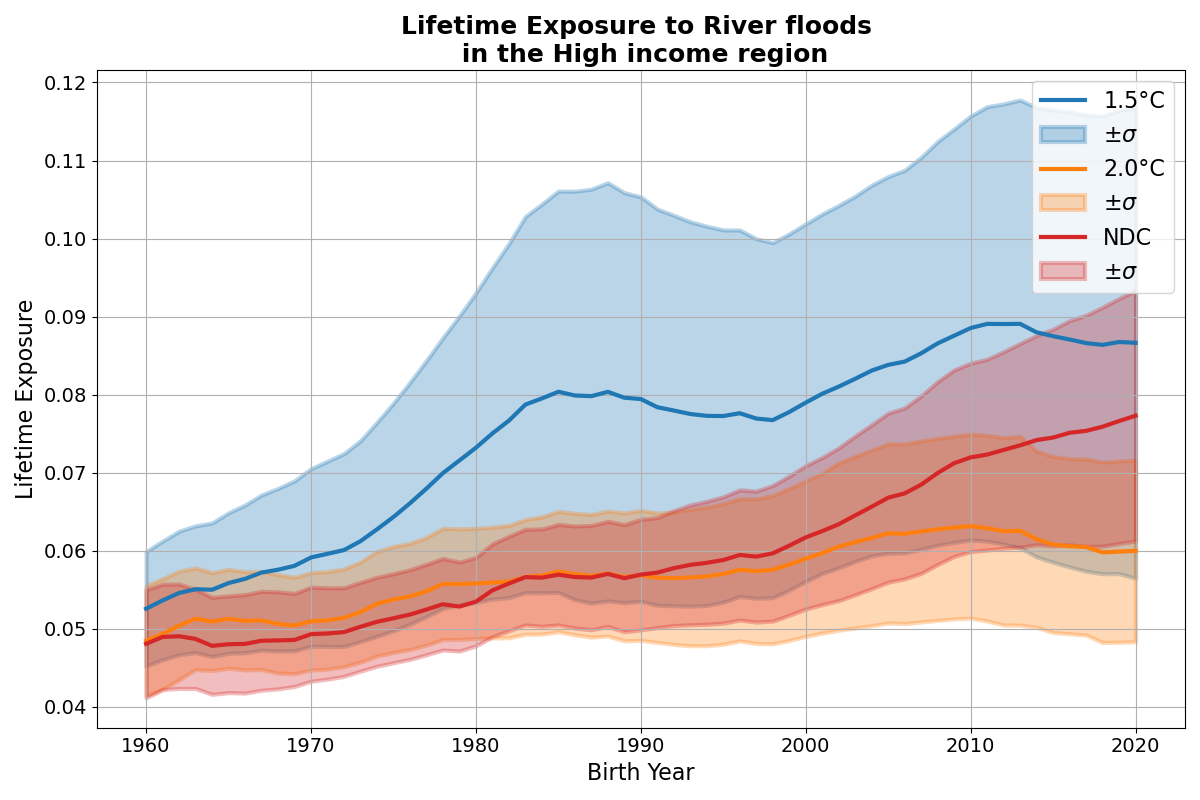 Lifetime Exposure to River floods
in the High income region
0.12
0.11
0.10
0.09
0.08
0.07
0.06
0.05
0.04
Lifetime Exposure
1960
1970
1980
1990
2000
2010
2020
Birth Year
1.5°C
±σ
2.0°C
±σ
NDC
±σ